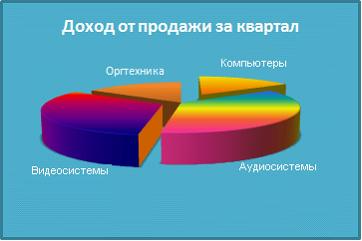 Доход от продажи за квартал
Компьютеры
Оргтехника
Видеосистемы
Аудиосистемы